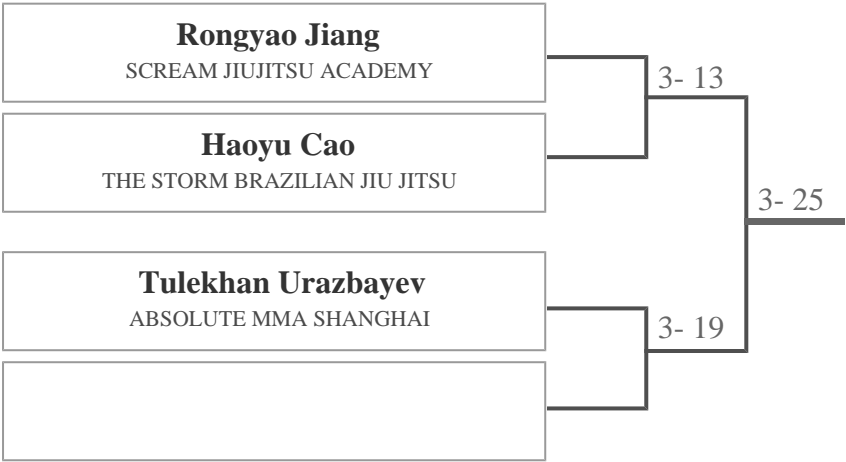 Rongyao Jiang
SCREAM JIUJITSU ACADEMY
3- 13
Haoyu Cao
THE STORM BRAZILIAN JIU JITSU
3- 25
Tulekhan Urazbayev
ABSOLUTE MMA SHANGHAI
3- 19